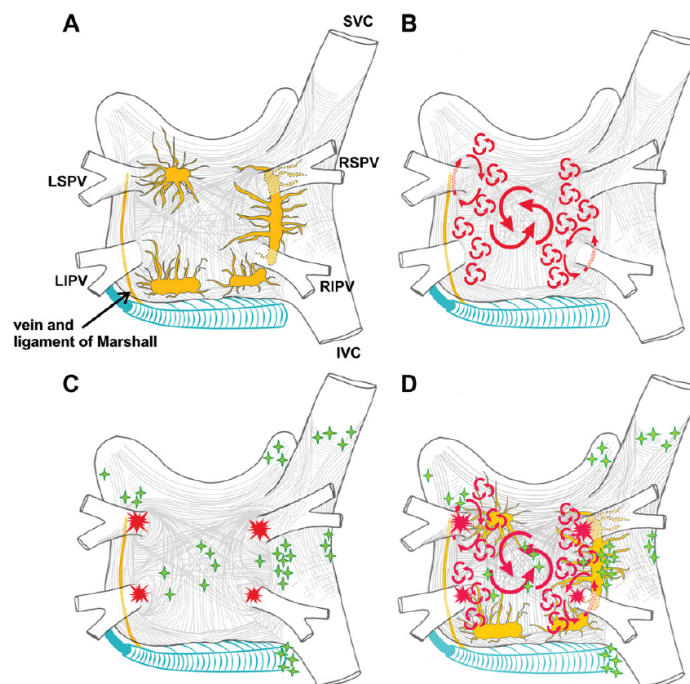 A
SVC
B
LSPV
RSPV
LIPV
RIPV
vein and
ligament of Marshall
IVC
C
D